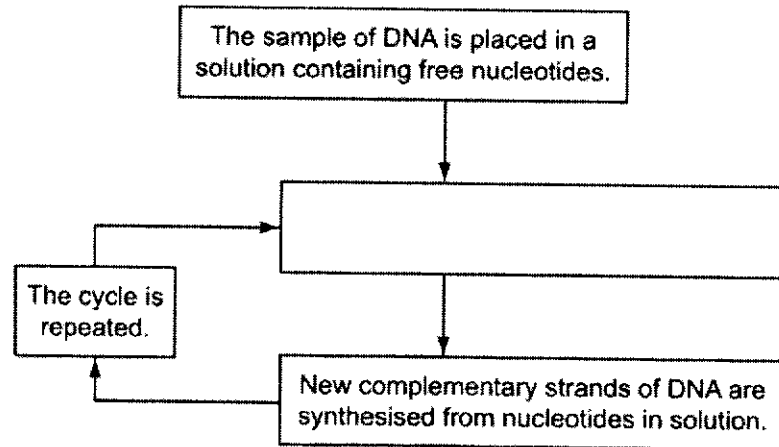 The sample of DNA is placed in a
solution containing free nucleotides.
The cycle is
repeated.
New complementary strands of DNA are
synthesised from nucleotides in solution.